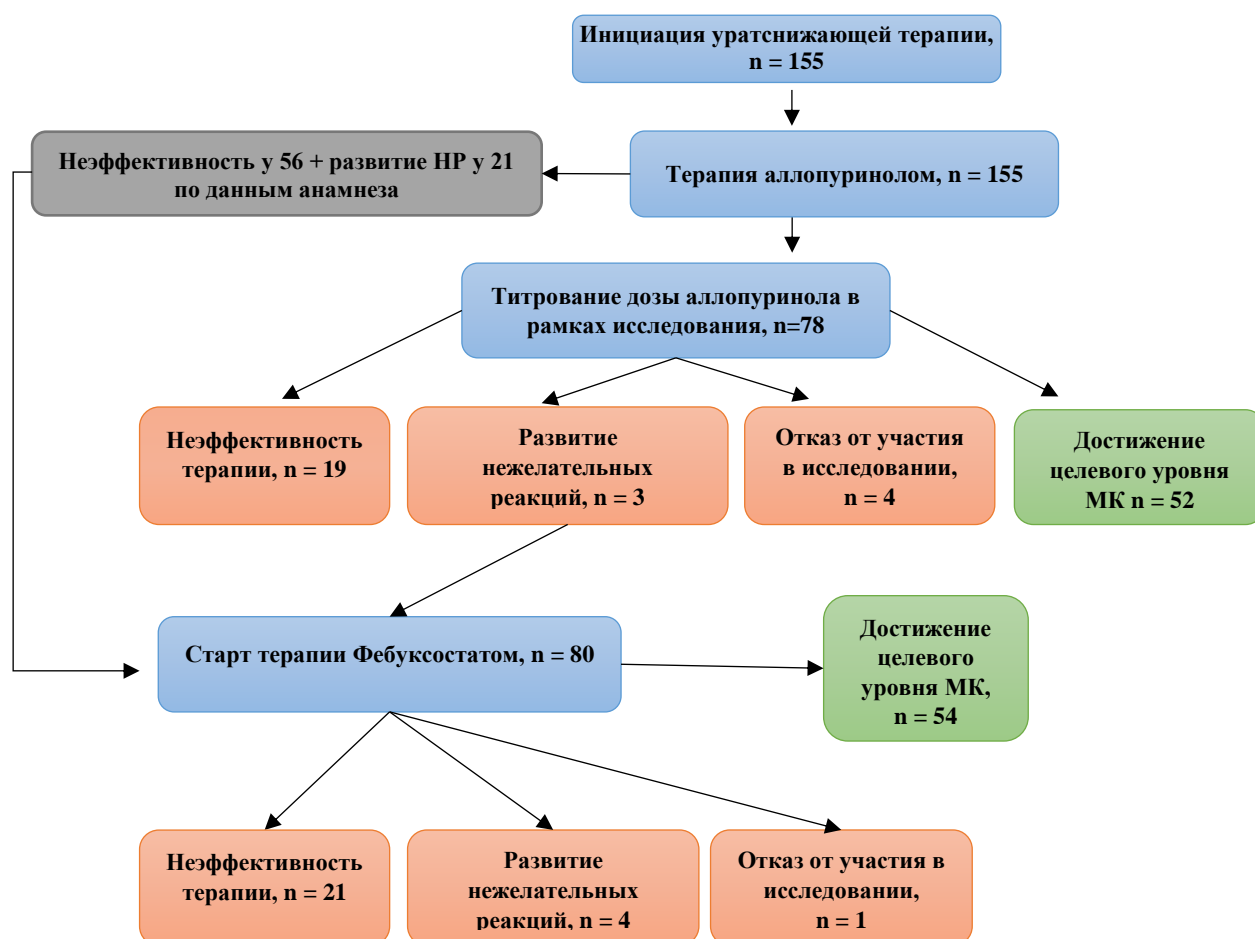 Инициация уратснижающей терапии,
n = 155
Неэффективность у 56 + развитие НР у 21
по данным анамнеза
Терапия аллопуринолом, n = 155
Титрование дозы аллопуринола в
рамках исследования, n=78
Неэффективность
терапии, n = 19
Развитие
нежелательных
реакций, n = 3
Отказ от участия
в исследовании,
n = 4
Достижение
целевого уровня
МК n = 52
Старт терапии Фебуксостатом, n = 80
Достижение
целевого
уровня МК,
n = 54
Неэффективность
терапии, n = 21
Развитие
нежелательных
реакций, n = 4
Отказ от участия в
исследовании,
n = 1